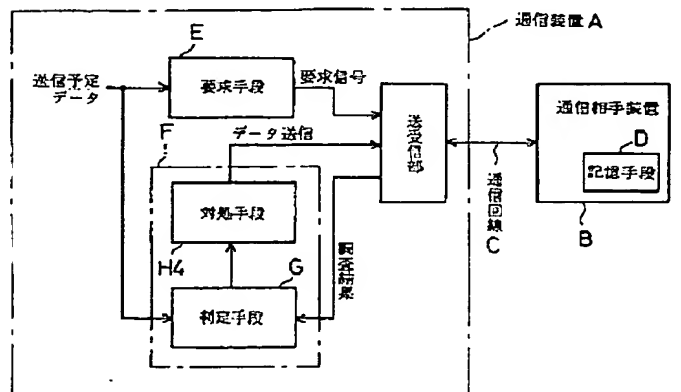 通信装置A
E
送信予定
データ
要求手段
要求信号
F
データ送信
送受信部
通信相手装置
D
記憶手段
対処手段
通信回線
C
B
H4
G
調査結果
判定手段